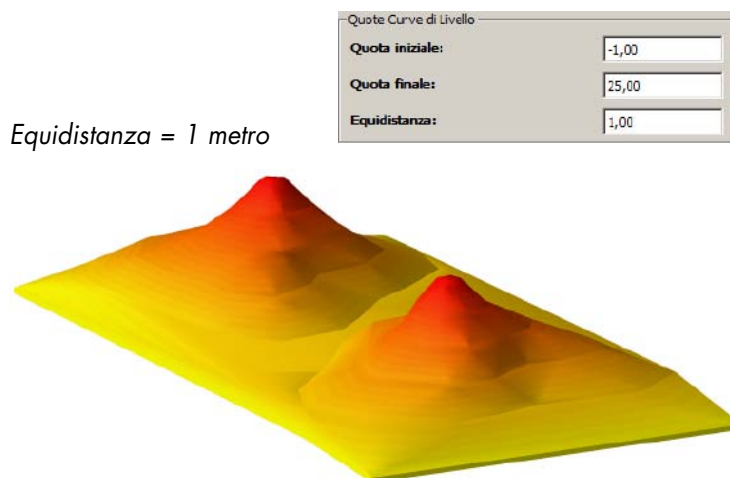 Quote Curve di Livello
Quota iniziale: -1,00
Quota finale: 25,00
Equidistanza: 1,00
Equidistanza = 1 metro